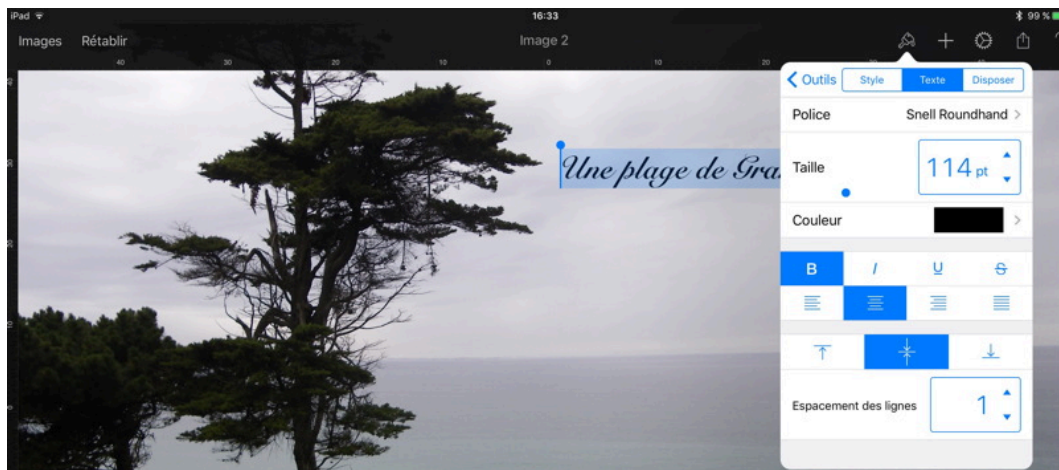 iPad 16:33 99 %
Images Rétablir Image 2
40 30 20 10 0 10 20
Outils Style Texte Disposer
Police Snell Roundhand
Une plage de Gra
Taille 114 pt
Couleur
B I U S
Espacement des lignes 1